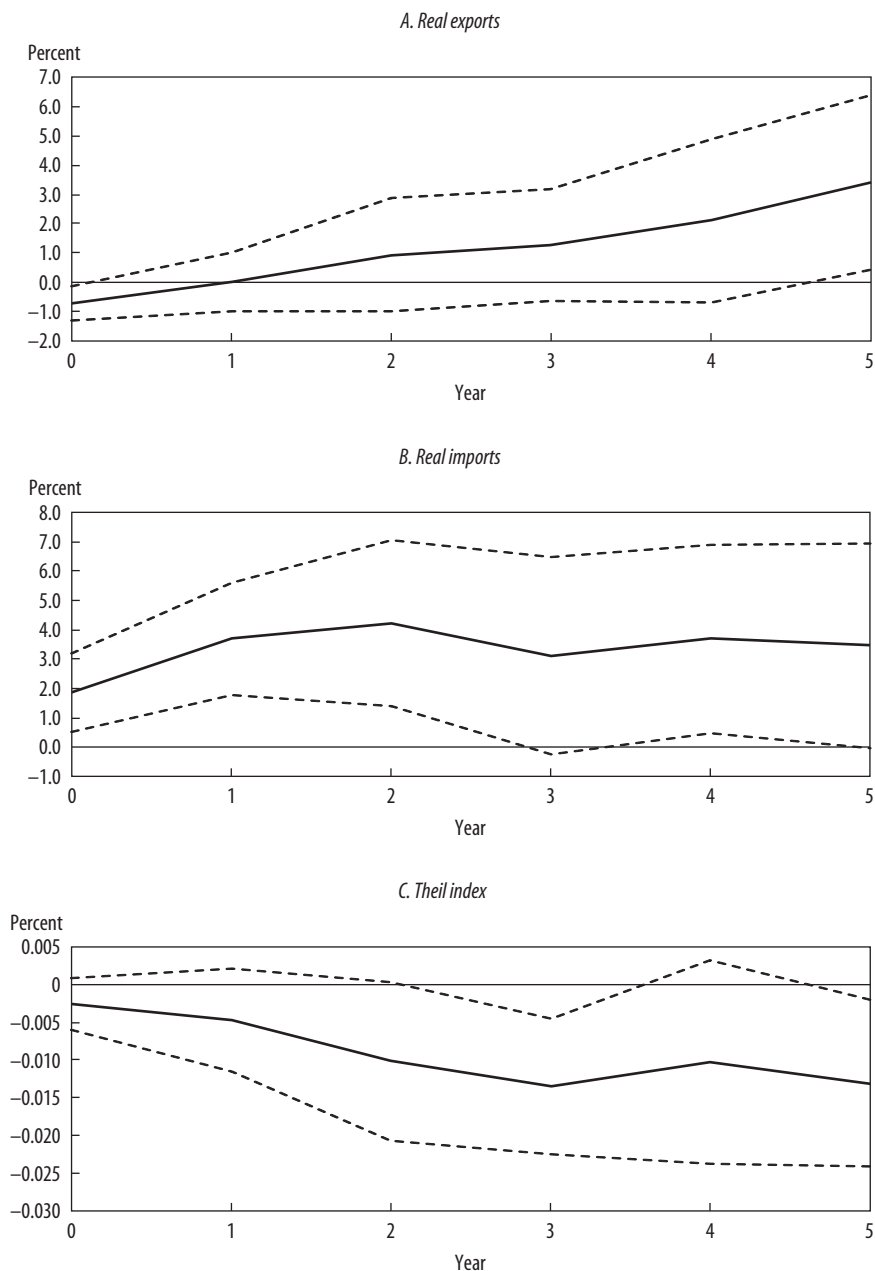 A. Real exports
Percent
7.0
6.0
5.0
4.0
3.0
2.0
1.0
0.0
–1.0
–2.0
0 1 2 3 4 5
Year
B. Real imports
Percent
8.0
7.0
6.0
5.0
4.0
3.0
2.0
1.0
0.0
–1.0
0 1 2 3 4 5
Year
C. Theil index
Percent
0.005
0
–0.005
–0.010
–0.015
–0.020
–0.025
–0.030
0 1 2 3 4 5
Year